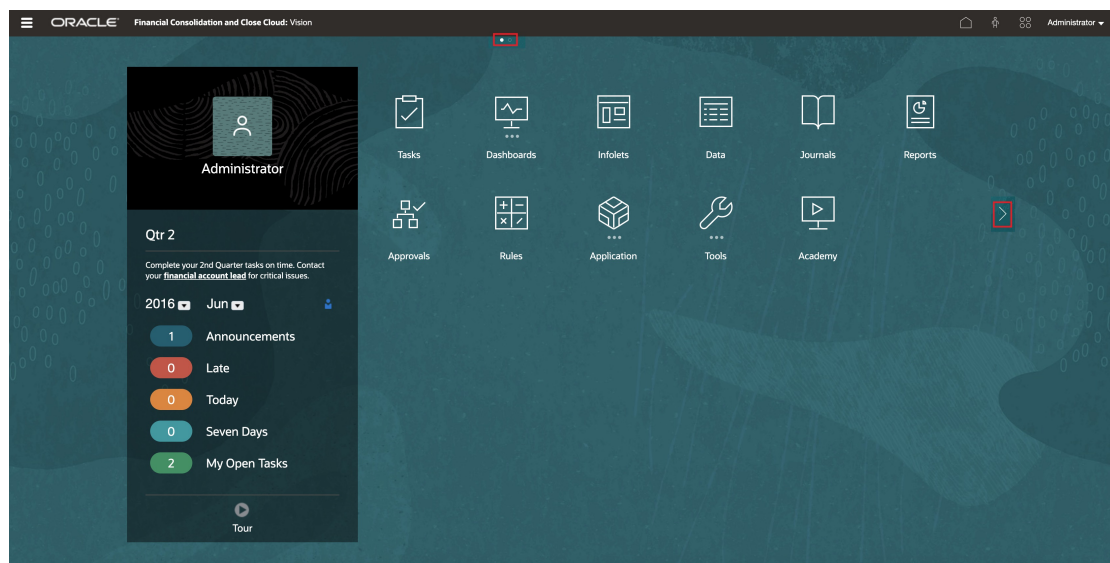 ORACLE Financial Consolidation and Close Cloud: Vision Administrator
Administrator
Qtr 2
Complete your 2nd Quarter tasks on time. Contact
your financial account lead for critical issues.
2016 Jun
1 Announcements
0 Late
0 Today
0 Seven Days
2 My Open Tasks
Tour
Tasks Dashboards Infolets Data Journals Reports
Approvals Rules Application Tools Academy